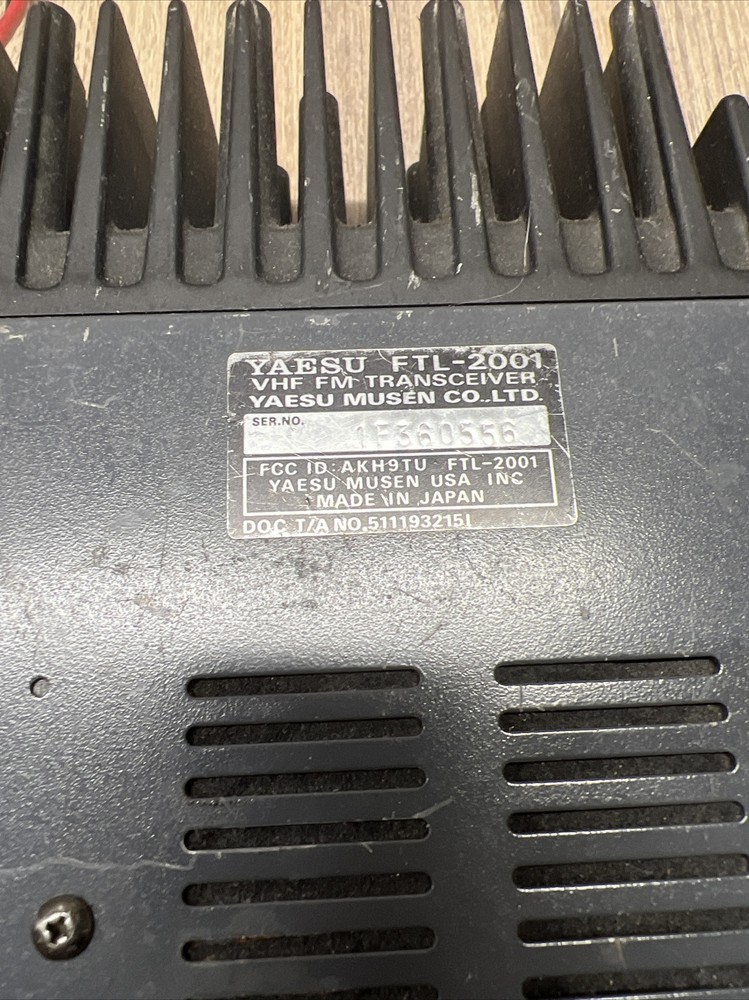 YAESU FTL-2001
VHF FM TRANSCEIVER
YAESU MUSEN CO.,LTD.
SER.NO.
1F360556
FCC ID: AKH9TU FTL-2001
YAESU MUSEN USA INC
MADE IN JAPAN
DOC T/A NO.511193215I